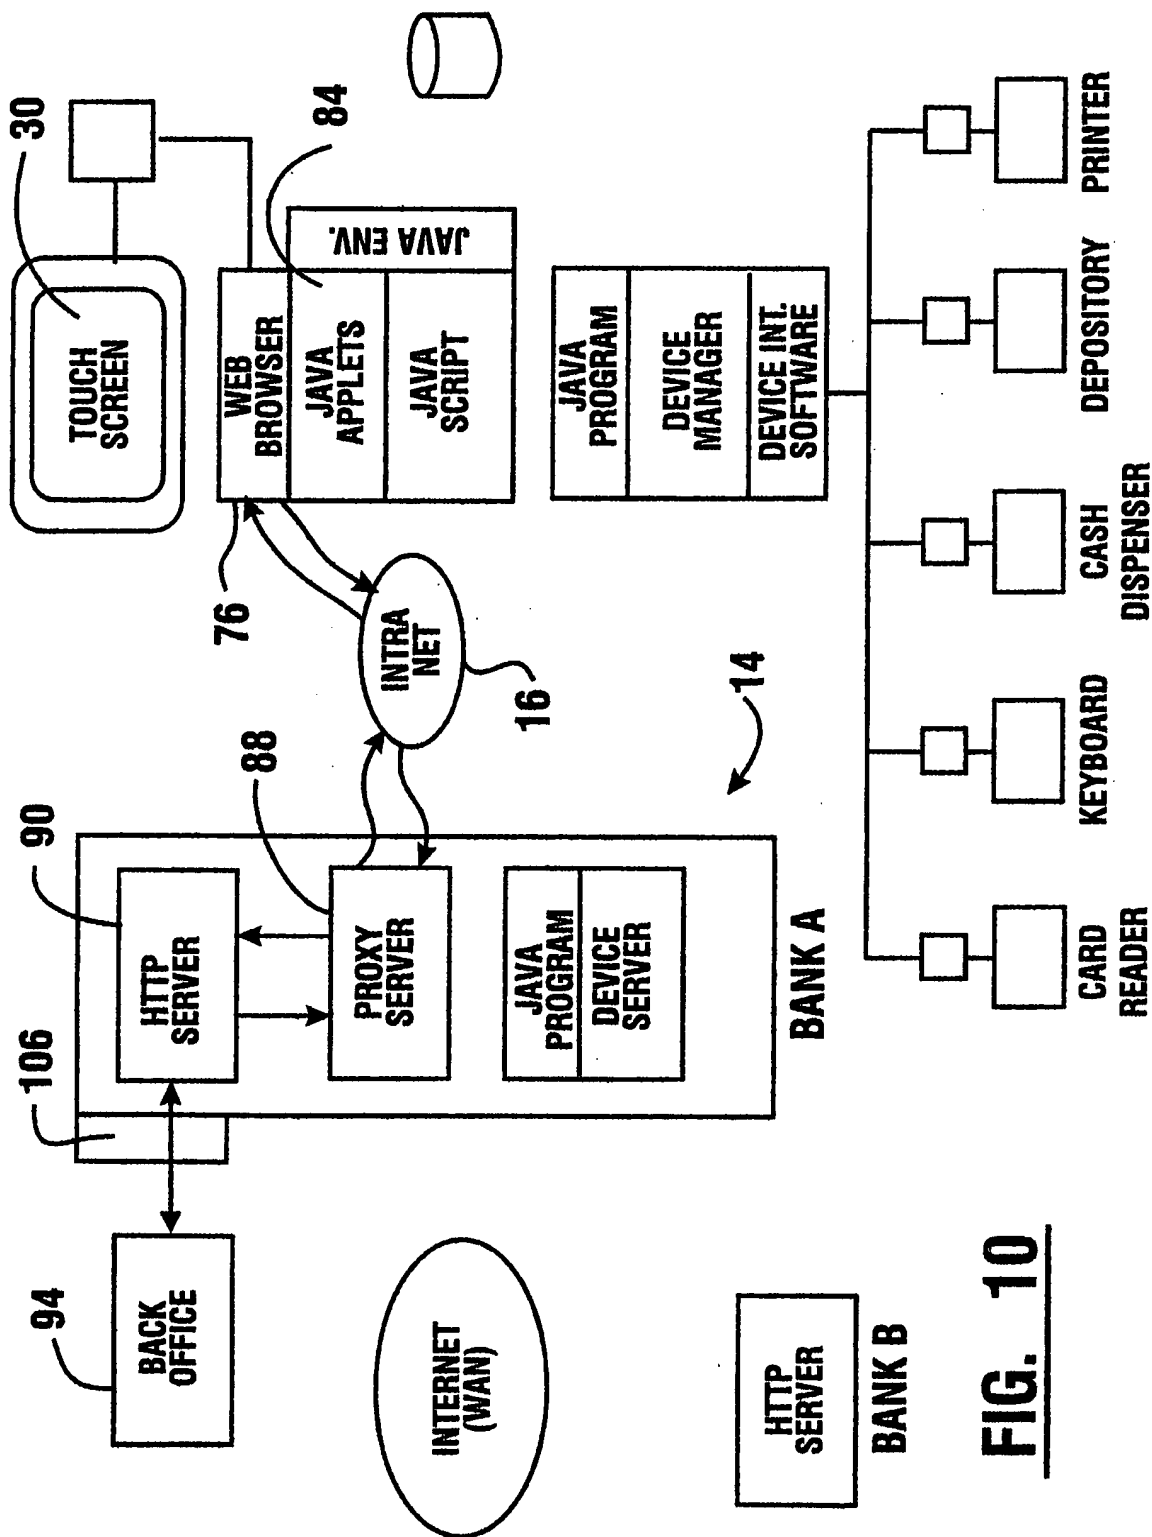 94
BACK
OFFICE
106
90
HTTP
SERVER
88
PROXY
SERVER
JAVA
PROGRAM
DEVICE
SERVER
BANK A
INTERNET
(WAN)
HTTP
SERVER
BANK B
30
TOUCH
SCREEN
76
WEB
BROWSER
84
JAVA
APPLETS
JAVA
SCRIPT
JAVA ENV.
INTRA
NET
16
14
JAVA
PROGRAM
DEVICE
MANAGER
DEVICE INT.
SOFTWARE
CARD
READER
KEYBOARD
CASH
DISPENSER
DEPOSITORY
PRINTER
FIG. 10